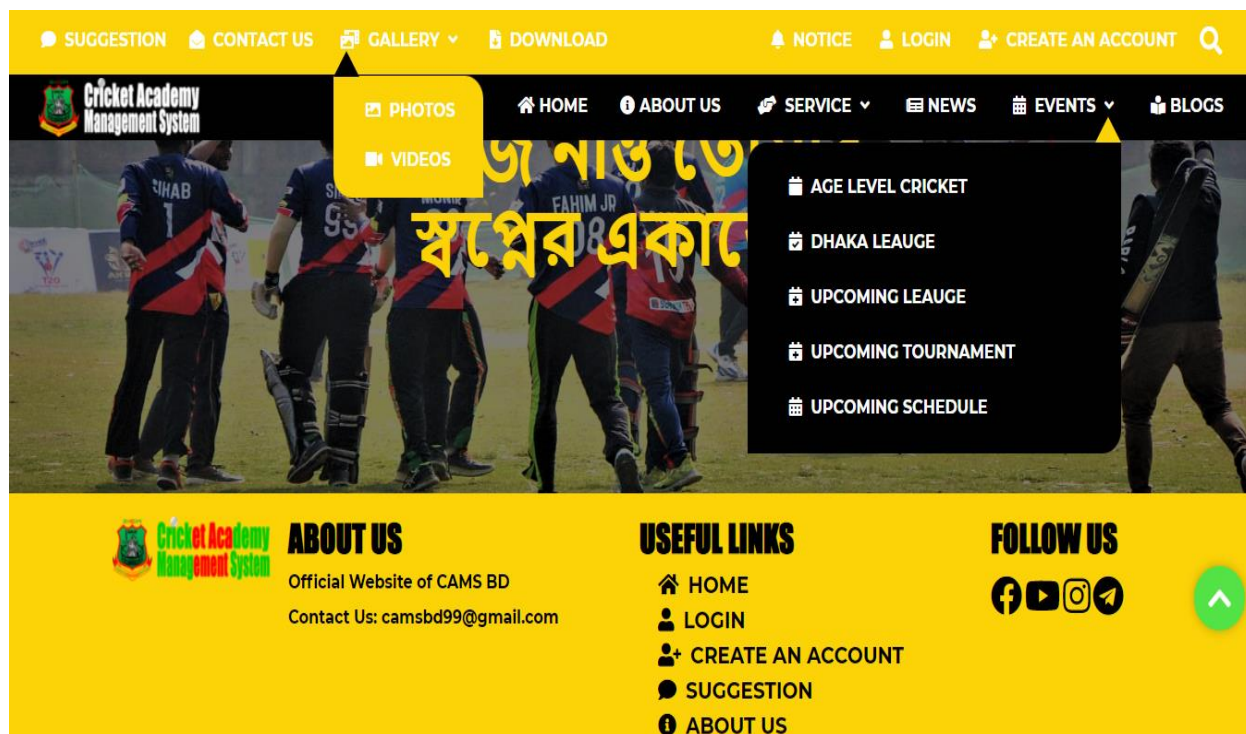 SUGGESTION CONTACT US GALLERY DOWNLOAD NOTICE LOGIN CREATE AN ACCOUNT
Cricket Academy
Management System
PHOTOS
VIDEOS
HOME ABOUT US SERVICE NEWS EVENTS BLOGS
AGE LEVEL CRICKET
DHAKA LEAUGE
UPCOMING LEAUGE
UPCOMING TOURNAMENT
UPCOMING SCHEDULE
স্বপ্নের
SIHAB
1
99
FAHIM JR
08
Cricket Academy
Management System
ABOUT US
Official Website of CAMS BD
Contact Us: camsbd99@gmail.com
USEFUL LINKS
HOME
LOGIN
CREATE AN ACCOUNT
SUGGESTION
ABOUT US
FOLLOW US